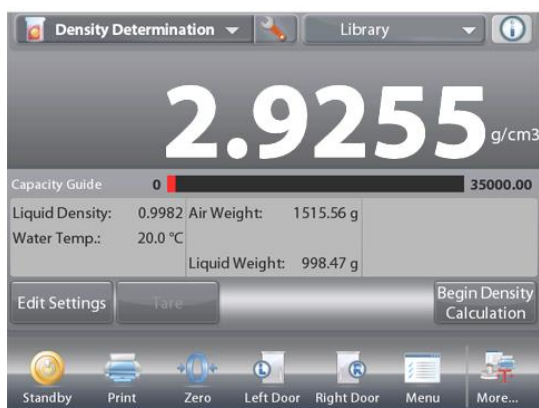 Density Determination Library
2.9255 g/cm3
Capacity Guide 0 35000.00
Liquid Density: 0.9982 Air Weight: 1515.56 g
Water Temp.: 20.0 °C
Liquid Weight: 998.47 g
Edit Settings Tare Begin Density
Calculation
L R
Standby Print Zero Left Door Right Door Menu More...